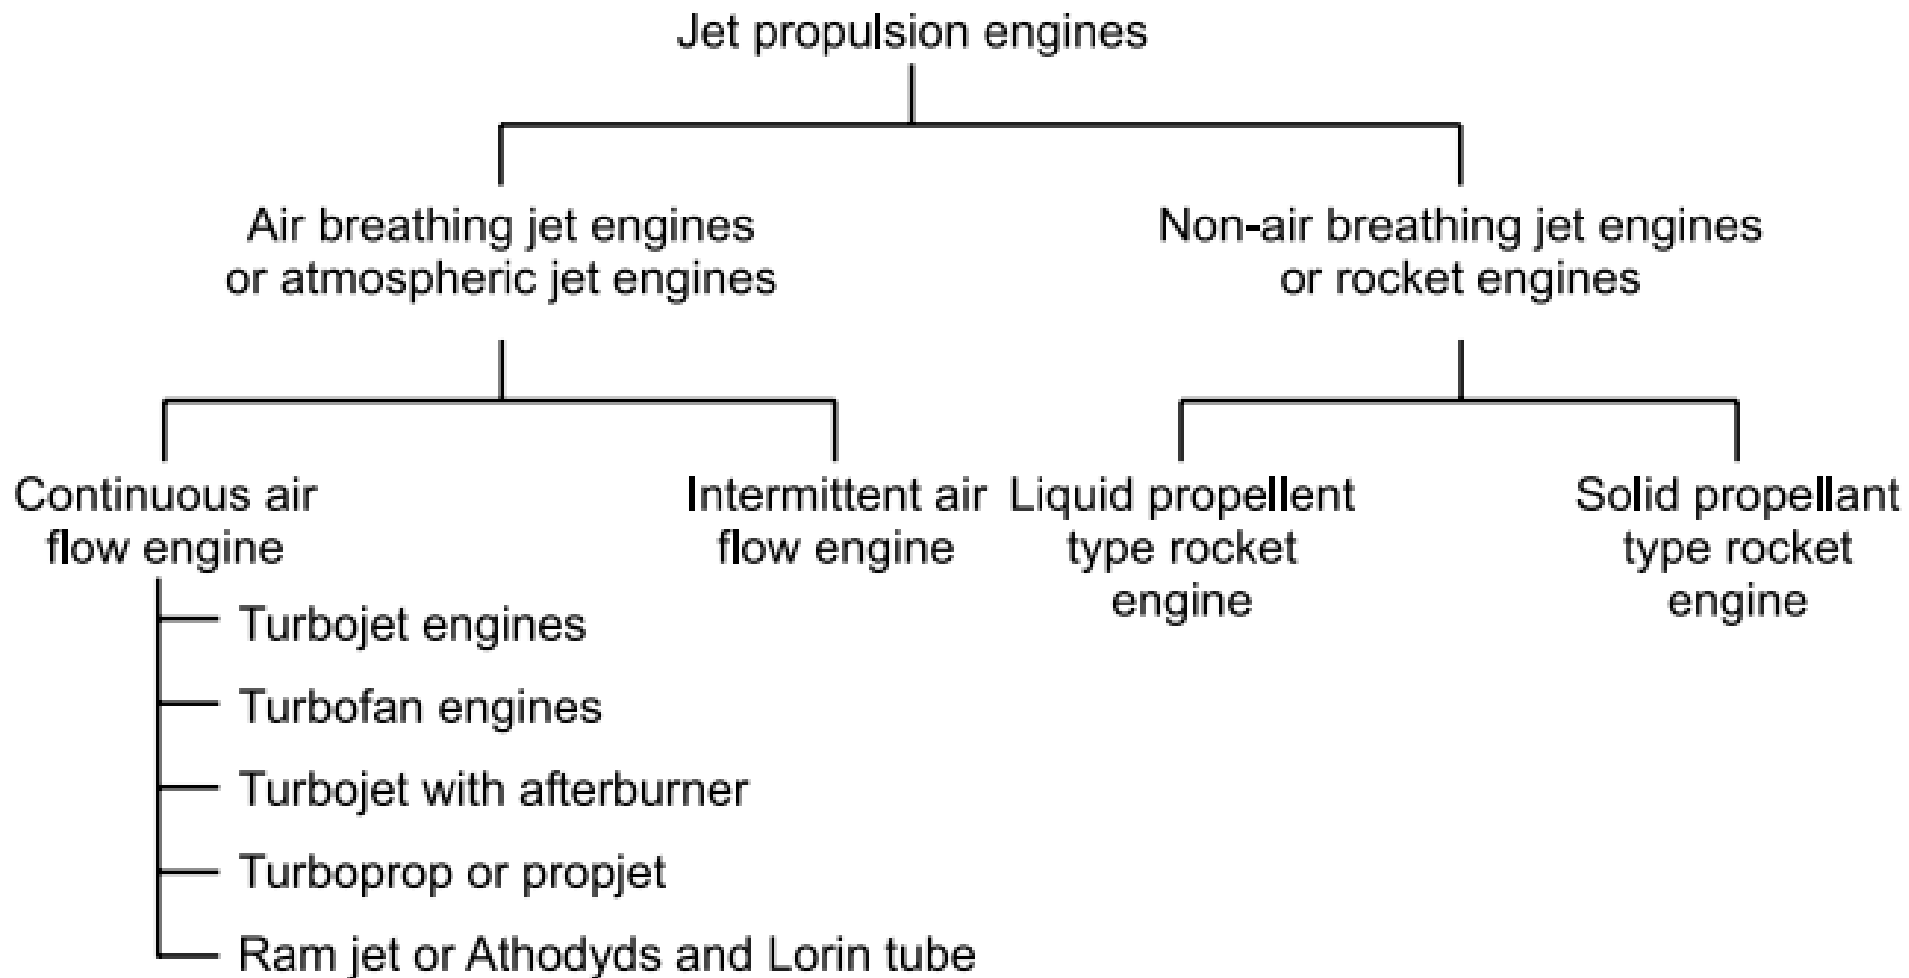 Jet propulsion engines
Air breathing jet engines
or atmospheric jet engines
Non-air breathing jet engines
or rocket engines
Continuous air
flow engine
Intermittent air
flow engine
Liquid propellent
type rocket
engine
Solid propellant
type rocket
engine
Turbojet engines
Turbofan engines
Turbojet with afterburner
Turboprop or propjet
Ram jet or Athodyds and Lorin tube